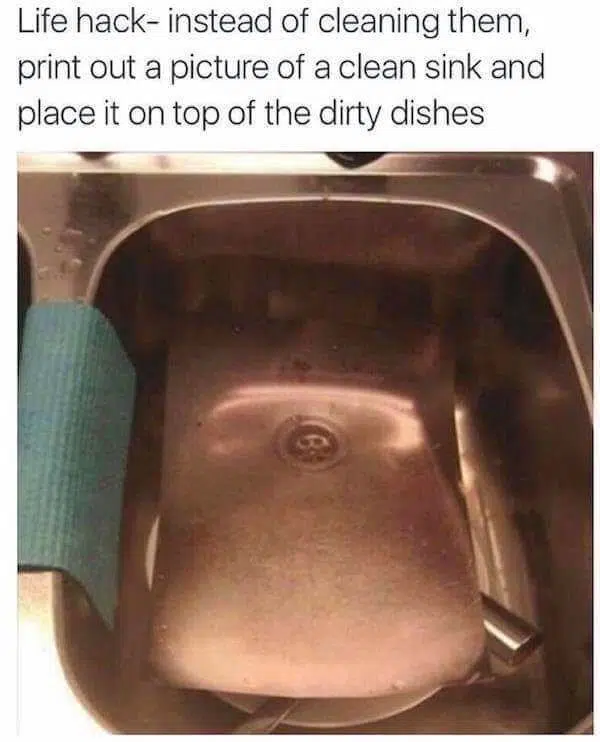 Life hack- instead of cleaning them,
print out a picture of a clean sink and
place it on top of the dirty dishes